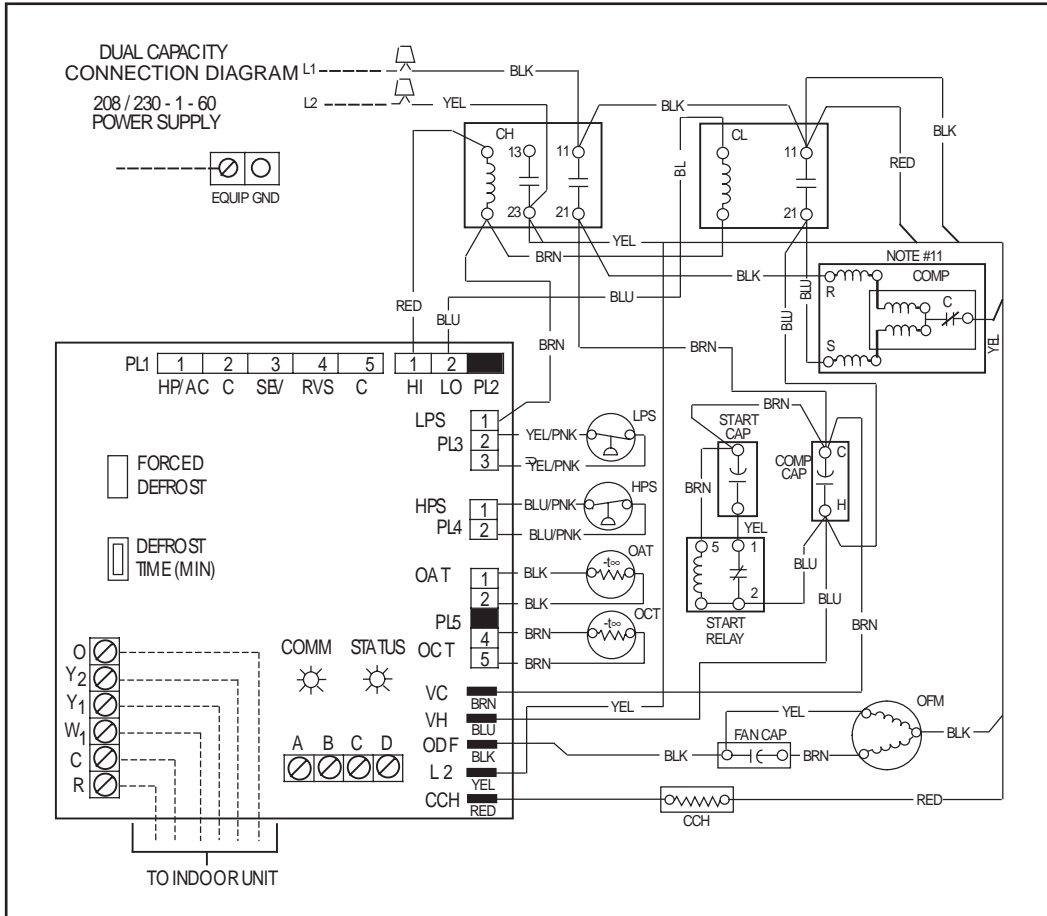 DUAL CAPACITY
CONNECTION DIAGRAM
208 / 230 - 1 - 60
POWER SUPPLY
L1
BLK
L2
YEL
EQUIP GND
CH
13
11
23
21
BLK
BL
CL
11
21
RED
BLK
YEL
BRN
NOTE #11
COMP
BLK
R
C
S
YEL
BLU
BLU
BLU
RED
BLU
BRN
BRN
PL1
1
2
3
4
5
HP/AC
C
SEV
RVS
C
1
2
HI
LO
PL2
LPS
PL3
1
2
3
YEL/PNK
YEL/PNK
LPS
HPS
PL4
1
2
BLU/PNK
BLU/PNK
HPS
OAT
1
2
BLK
BLK
-t∞
OAT
PL5
OCT
4
5
BRN
BRN
-t∞
OCT
FORCED
DEFROST
DEFROST
TIME (MIN)
BRN
START
CAP
BRN
YEL
5
1
2
START
RELAY
COMP
CAP
C
H
BLU
BLU
BRN
O
Y2
Y1
W1
C
R
COMM
STATUS
A
B
C
D
VC
BRN
VH
BLU
ODF
BLK
L2
YEL
CCH
RED
YEL
YEL
BLK
FAN CAP
BRN
OFM
BLK
CCH
RED
TO INDOOR UNIT